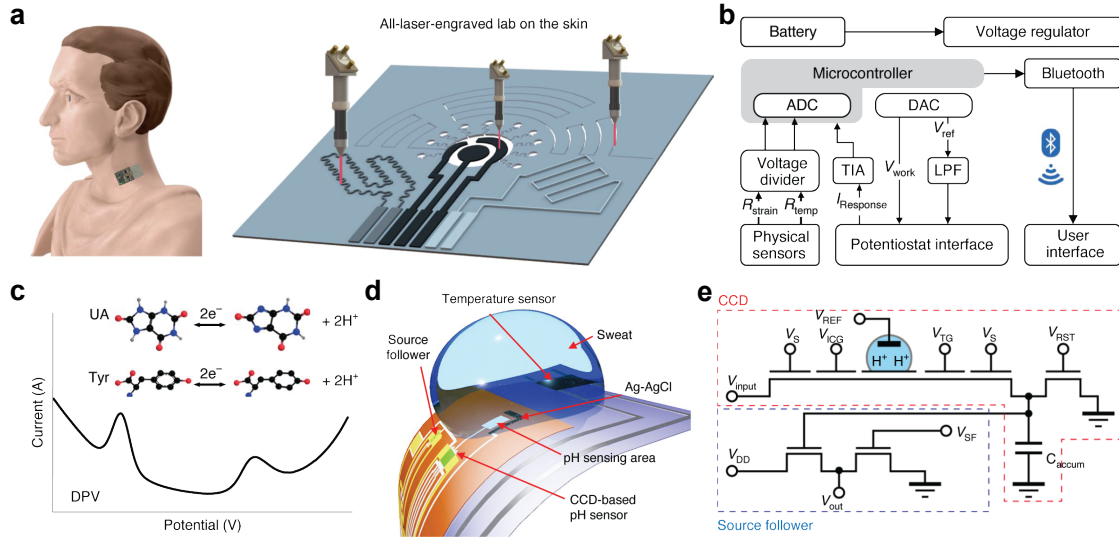 a
All-laser-engraved lab on the skin
b
Battery
Voltage regulator
Microcontroller
Bluetooth
ADC
DAC
Vref
Voltage
divider
TIA
Vwork
LPF
Rstrain
Rtemp
IResponse
Physical
sensors
Potentiostat interface
User
interface
c
UA
2e⁻
+ 2H⁺
Tyr
2e⁻
+ 2H⁺
Current (A)
DPV
Potential (V)
d
Temperature sensor
Sweat
Source
follower
Ag-AgCl
pH sensing area
CCD-based
pH sensor
e
CCD
VREF
VS
VICG
VTG
VS
VRST
H⁺ H⁺
Vinput
VSF
VDD
Caccum
Vout
Source follower